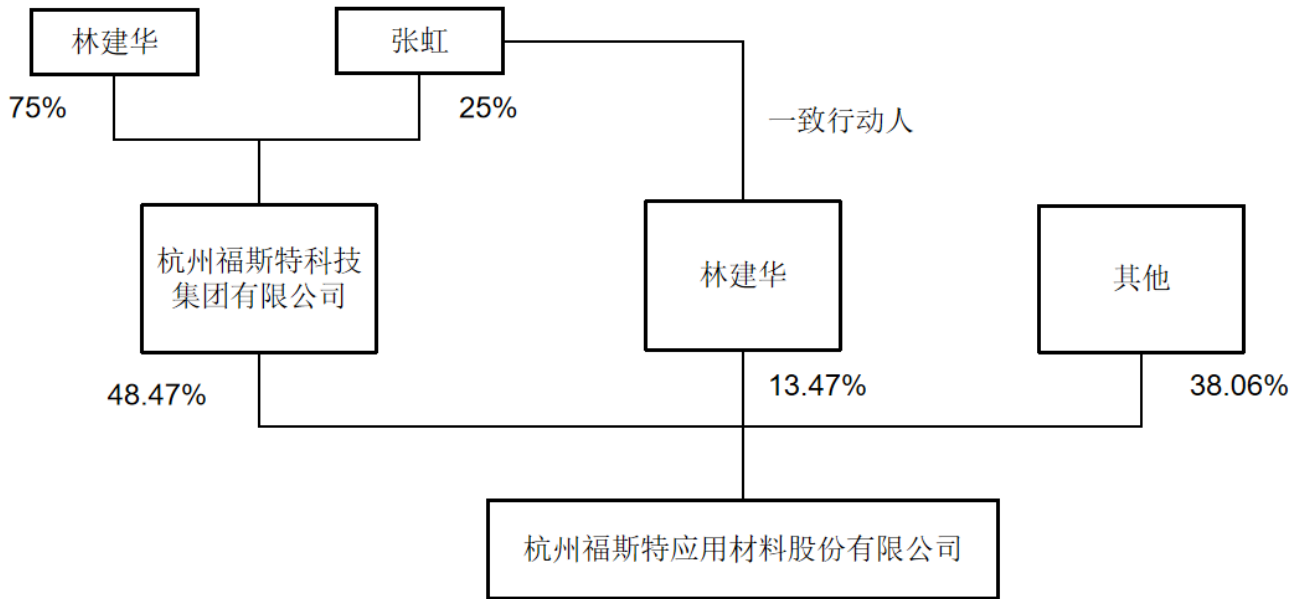 林建华
张虹
75%
25%
一致行动人
杭州福斯特科技
集团有限公司
林建华
其他
48.47%
13.47%
38.06%
杭州福斯特应用材料股份有限公司